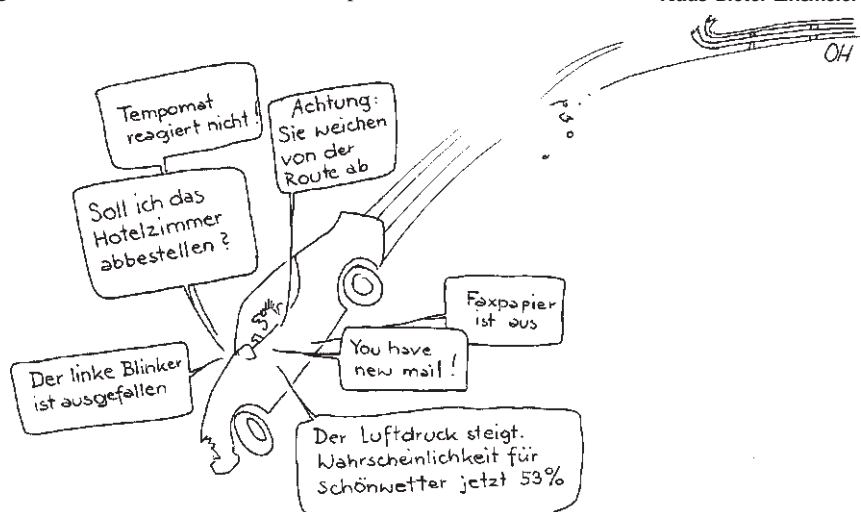 OH
Tempomat
reagiert nicht!
Achtung:
Sie weichen
von der
Route ab
Soll ich das
Hotelzimmer
abbestellen?
Faxpapier
ist aus
You have
new mail!
Der linke Blinker
ist ausgefallen
Der Luftdruck steigt.
Wahrscheinlichkeit für
Schönwetter jetzt 53%